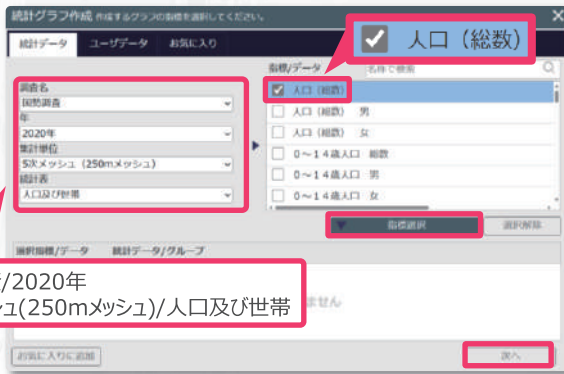 統計グラフ作成 作成するグラフの指標を選択してください。
統計データ ユーザデータ お気に入り
人口（総数）
指標/データ 名称で検索
調査名
国勢調査
年
2020年
集計単位
5次メッシュ（250mメッシュ）
統計表
人口及び世帯
人口（総数）
人口（総数） 男
人口（総数） 女
０～１４歳人口 総数
０～１４歳人口 男
０～１４歳人口 女
指標選択 選択解除
選択指標/データ 統計データ/グループ
/2020年
(250mメッシュ)/人口及び世帯
ません
お気に入りに追加 次へ